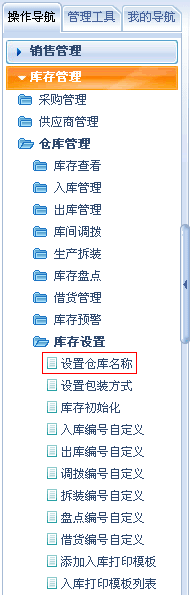 操作导航 管理工具 我的导航
销售管理
库存管理
采购管理
供应商管理
仓库管理
库存查看
入库管理
出库管理
库间调拨
生产拆装
库存盘点
借货管理
库存预警
库存设置
设置仓库名称
设置包装方式
库存初始化
入库编号自定义
出库编号自定义
调拨编号自定义
拆装编号自定义
盘点编号自定义
借货编号自定义
添加入库打印模板
入库打印模板列表